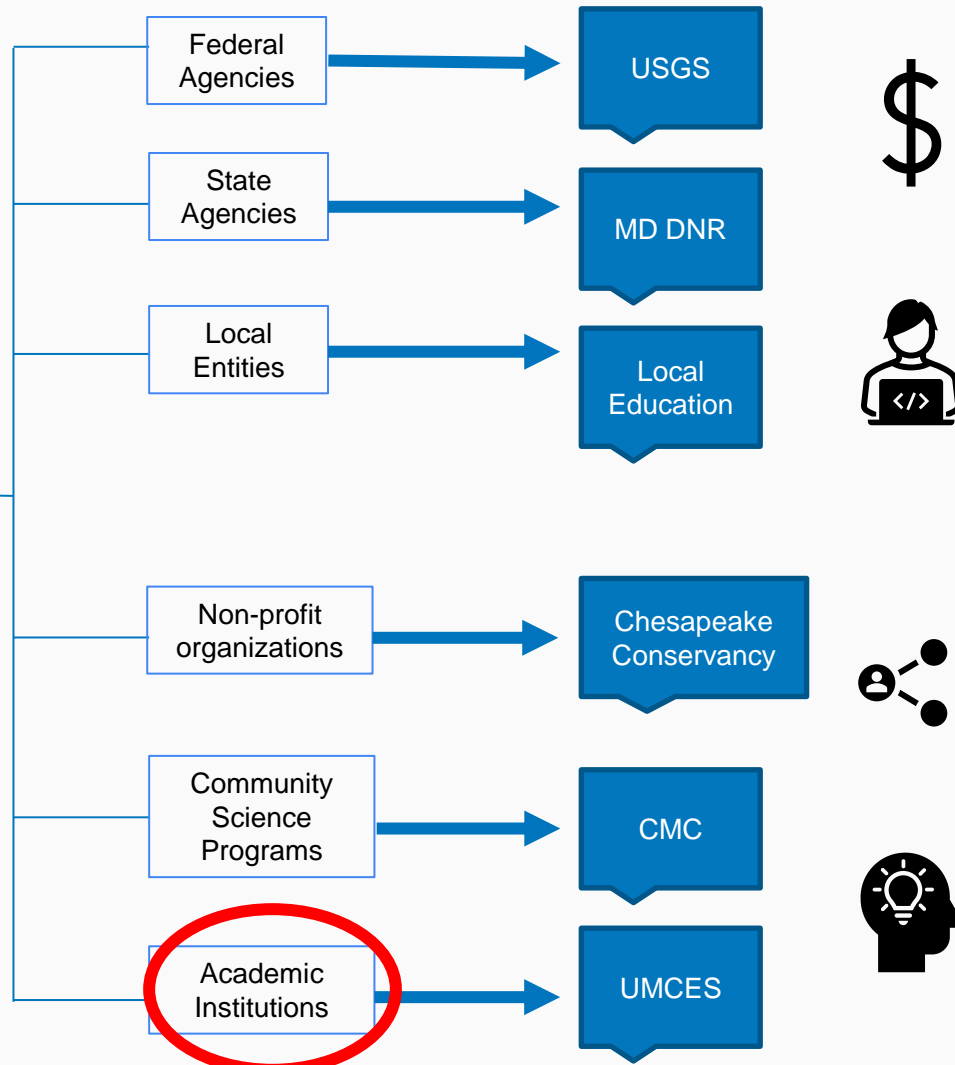 Federal
Agencies
USGS
$
State
Agencies
MD DNR
Local
Entities
Local
Education
</>
Non-profit
organizations
Chesapeake
Conservancy
Community
Science
Programs
CMC
Academic
Institutions
UMCES